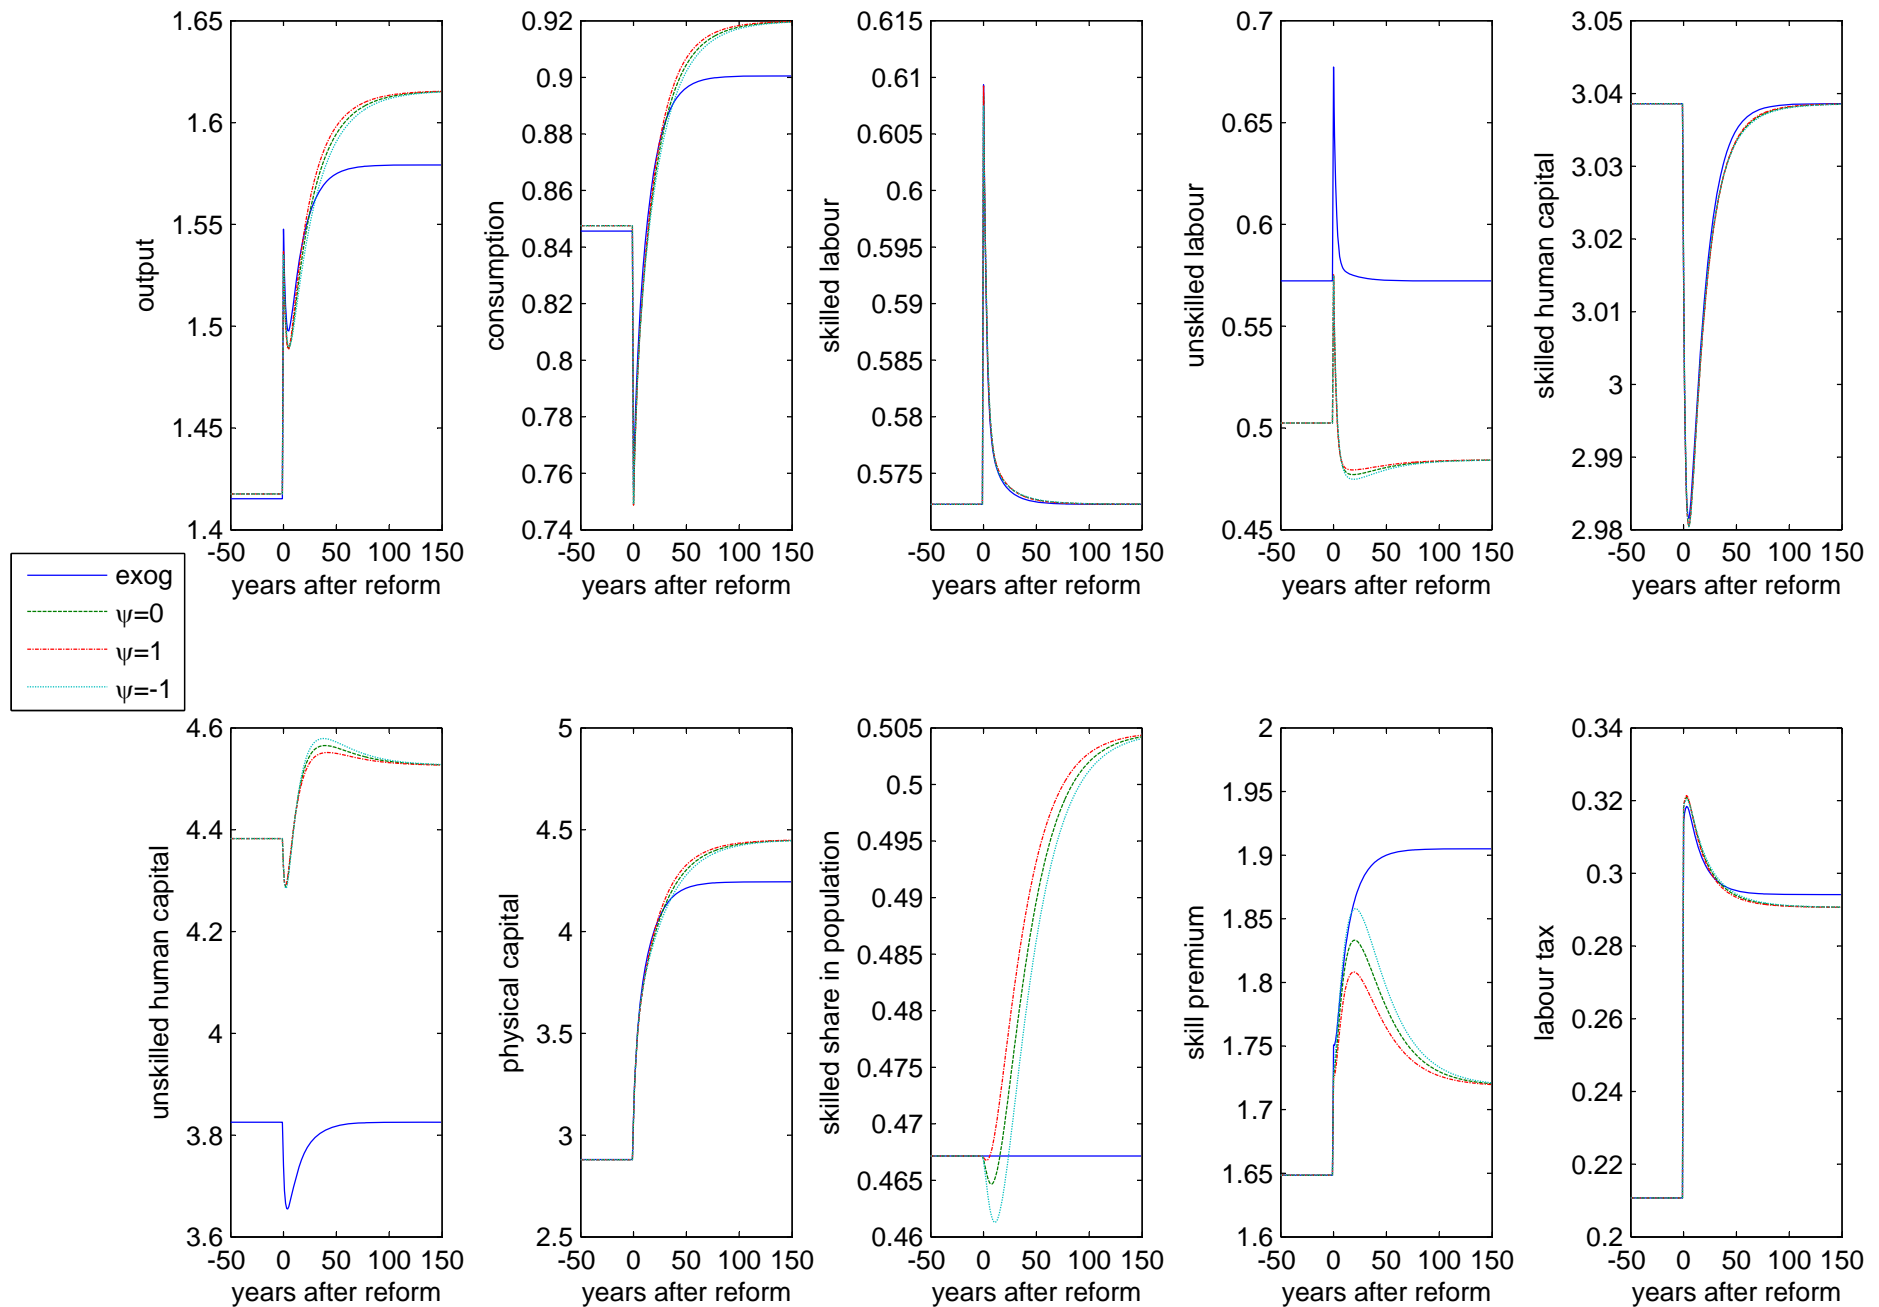 output
1.65
1.6
1.55
1.5
1.45
1.4
-50 0 50 100 150
years after reform
consumption
0.92
0.9
0.88
0.86
0.84
0.82
0.8
0.78
0.76
0.74
-50 0 50 100 150
years after reform
skilled labour
0.615
0.61
0.605
0.6
0.595
0.59
0.585
0.58
0.575
-50 0 50 100 150
years after reform
unskilled labour
0.7
0.65
0.6
0.55
0.5
0.45
-50 0 50 100 150
years after reform
skilled human capital
3.05
3.04
3.03
3.02
3.01
3
2.99
2.98
-50 0 50 100 150
years after reform
exog
ψ=0
ψ=1
ψ=-1
unskilled human capital
4.6
4.4
4.2
4
3.8
3.6
-50 0 50 100 150
years after reform
physical capital
5
4.5
4
3.5
3
2.5
-50 0 50 100 150
years after reform
skilled share in population
0.505
0.5
0.495
0.49
0.485
0.48
0.475
0.47
0.465
0.46
-50 0 50 100 150
years after reform
skill premium
2
1.95
1.9
1.85
1.8
1.75
1.7
1.65
1.6
-50 0 50 100 150
years after reform
labour tax
0.34
0.32
0.3
0.28
0.26
0.24
0.22
0.2
-50 0 50 100 150
years after reform